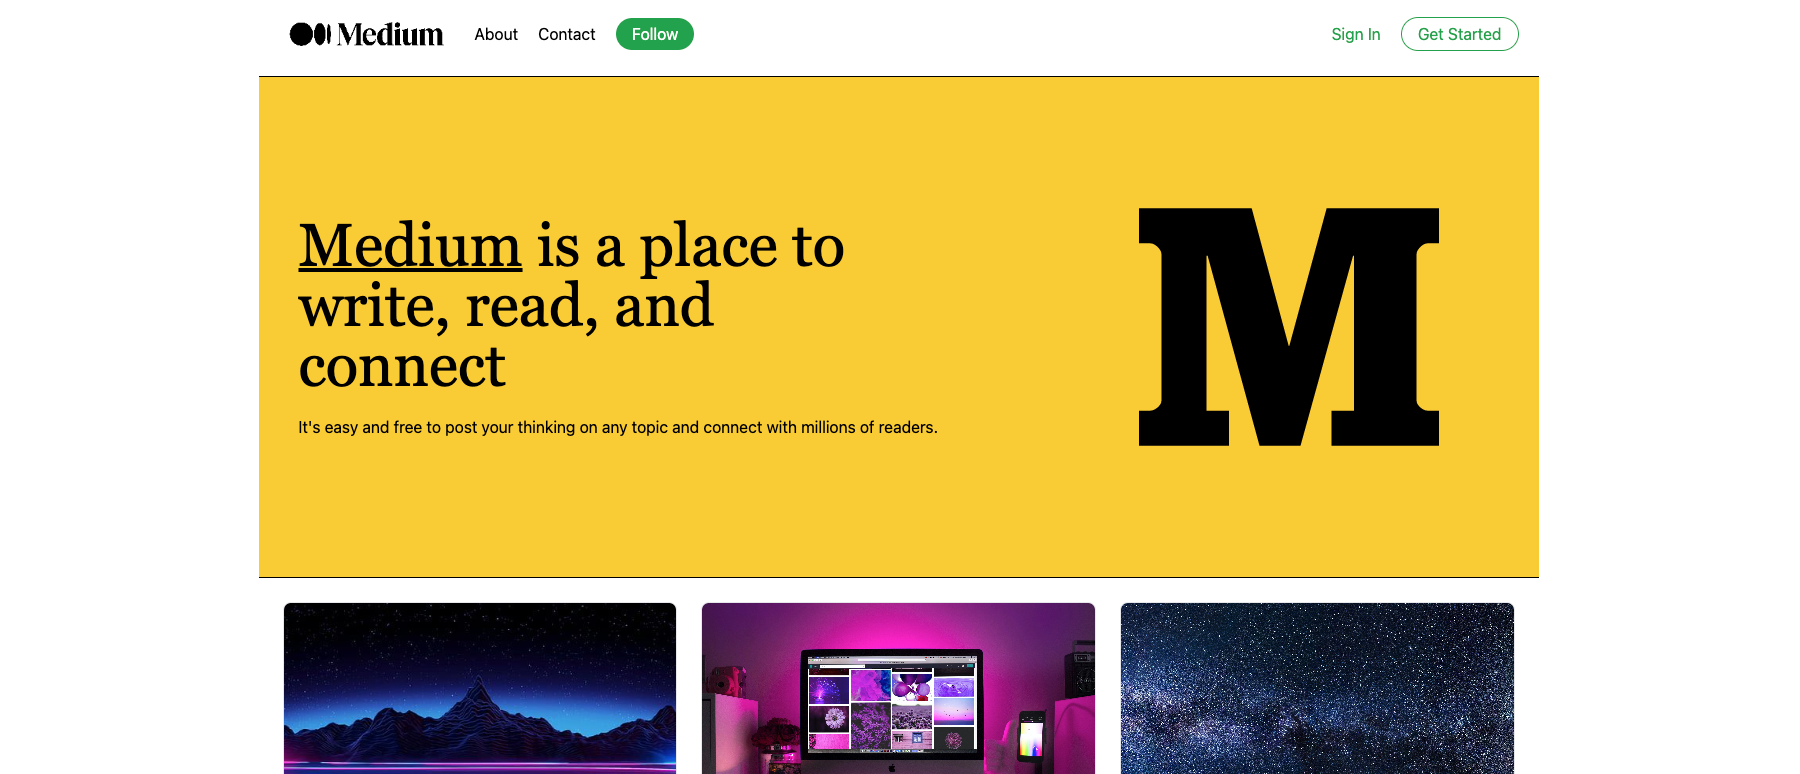 Medium
About
Contact
Follow
Sign In
Get Started
Medium is a place to
write, read, and
connect
It's easy and free to post your thinking on any topic and connect with millions of readers.
M